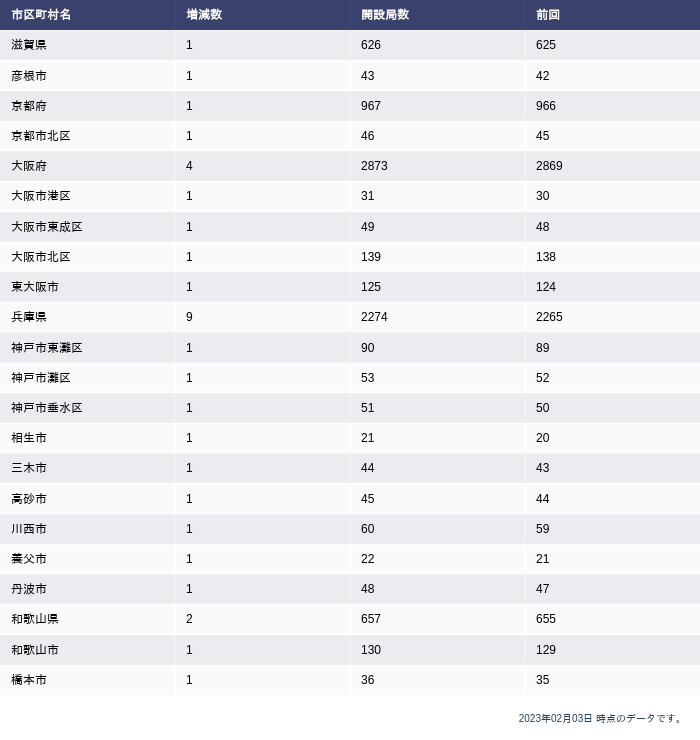 市区町村名 増減数 開設局数 前回
滋賀県 1 626 625
彦根市 1 43 42
京都府 1 967 966
京都市北区 1 46 45
大阪府 4 2873 2869
大阪市港区 1 31 30
大阪市東成区 1 49 48
大阪市北区 1 139 138
東大阪市 1 125 124
兵庫県 9 2274 2265
神戸市東灘区 1 90 89
神戸市灘区 1 53 52
神戸市垂水区 1 51 50
相生市 1 21 20
三木市 1 44 43
高砂市 1 45 44
川西市 1 60 59
養父市 1 22 21
丹波市 1 48 47
和歌山県 2 657 655
和歌山市 1 130 129
橋本市 1 36 35
2023年02月03日 時点のデータです。